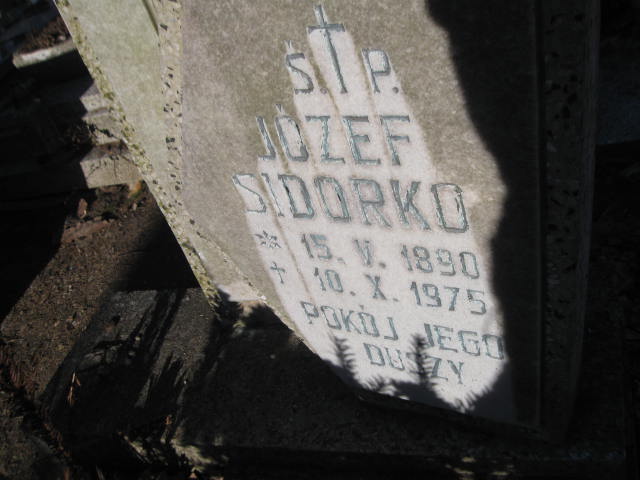 Ś. † P.
JÓZEF
SIDORKO
* 15. V. 1890
† 10. X. 1975
POKÓJ JEGO
DUSZY